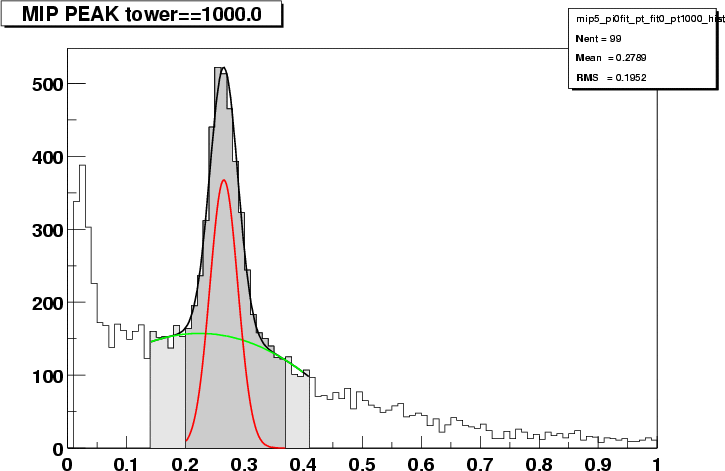 MIP PEAK tower==1000.0
mip5_pi0fit_pt_fit0_pt1000_hist
Nent = 99
Mean = 0.2789
RMS = 0.1952
500
400
300
200
100
0
0 0.1 0.2 0.3 0.4 0.5 0.6 0.7 0.8 0.9 1